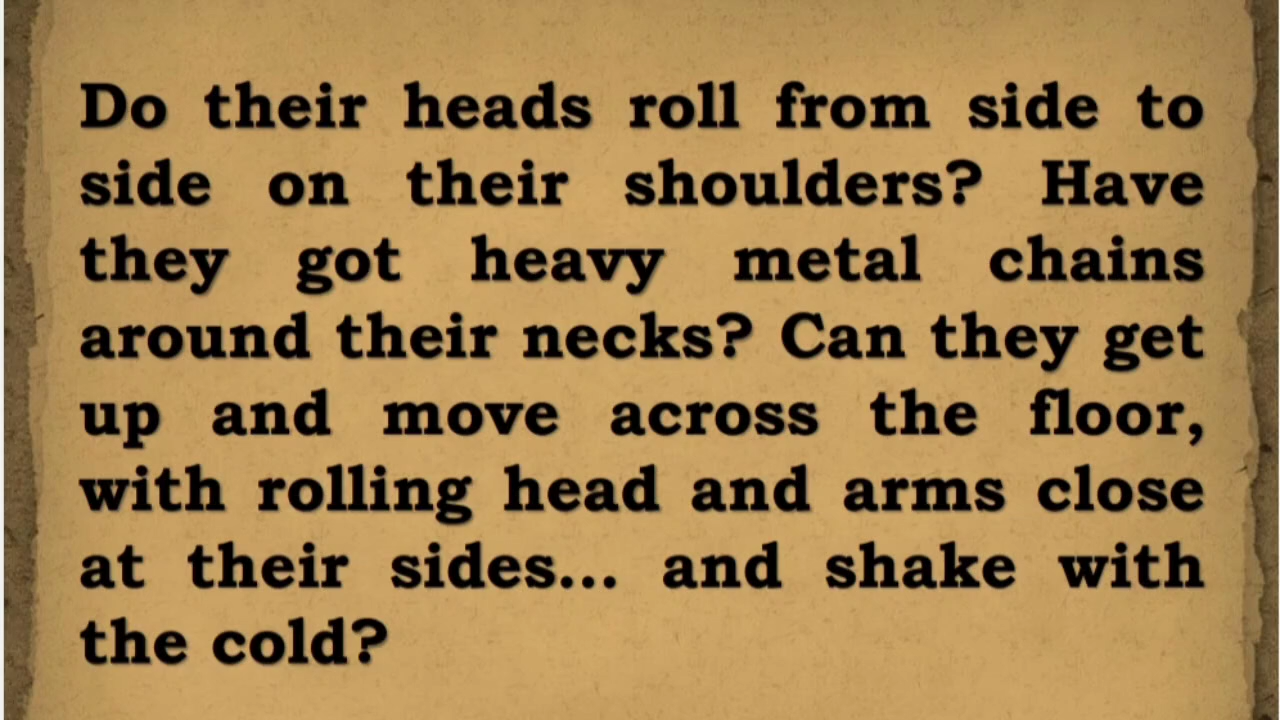 Do their heads roll from side to
side on their shoulders? Have
they got heavy metal chains
around their necks? Can they get
up and move across the floor,
with rolling head and arms close
at their sides... and shake with
the cold?